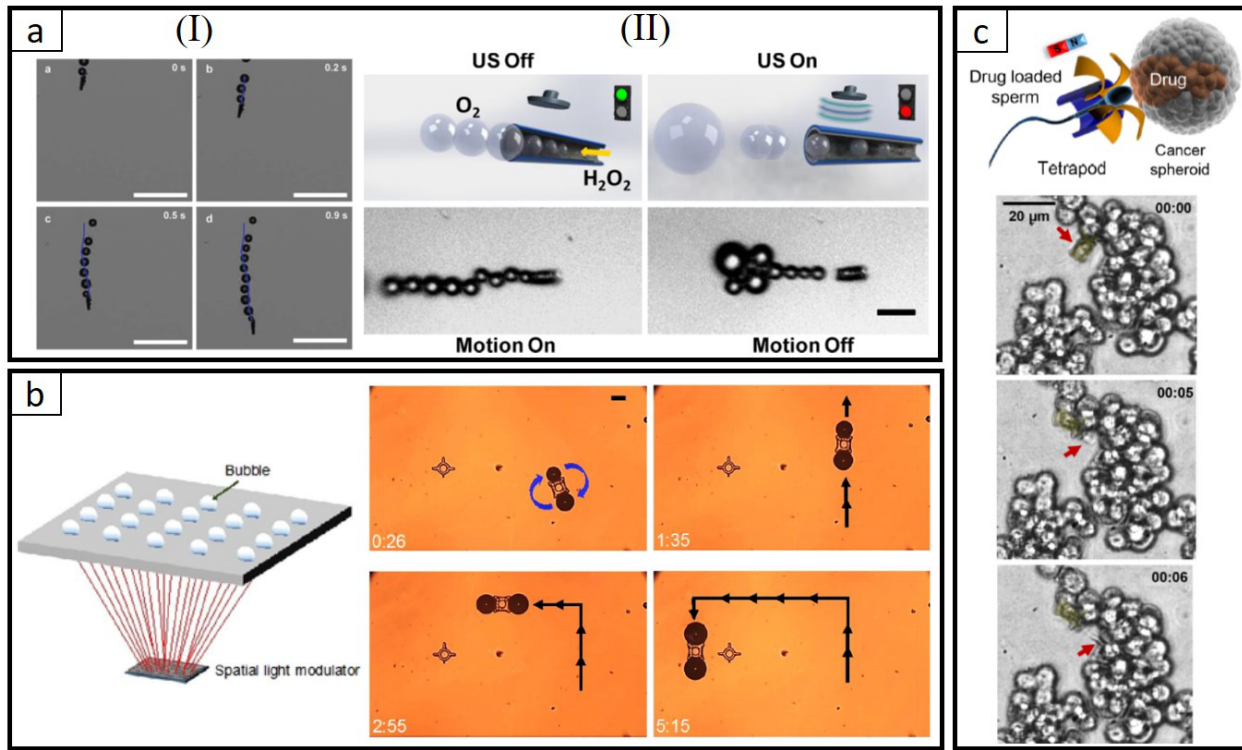 a
(I)
(II)
a
0 s
b
0.2 s
c
0.5 s
d
0.9 s
US Off
O₂
H₂O₂
US On
Motion On
Motion Off
b
Bubble
Spatial light modulator
0:26
1:35
2:55
5:15
c
S N
Drug loaded
sperm
Drug
Tetrapod
Cancer
spheroid
20 µm
00:00
00:05
00:06